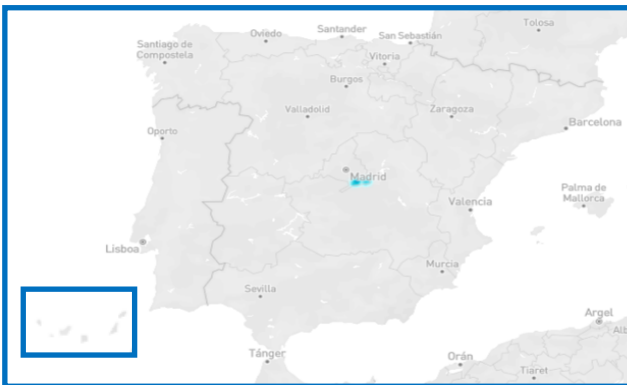 Tolosa
Oviedo
Santander
San Sebastián
Santiago de
Compostela
Vitoria
Burgos
Valladolid
Zaragoza
Barcelona
Oporto
Madrid
Palma de
Mallorca
Valencia
Lisboa
Murcia
Sevilla
Argel
Alb
Tánger
Orán
Tiaret